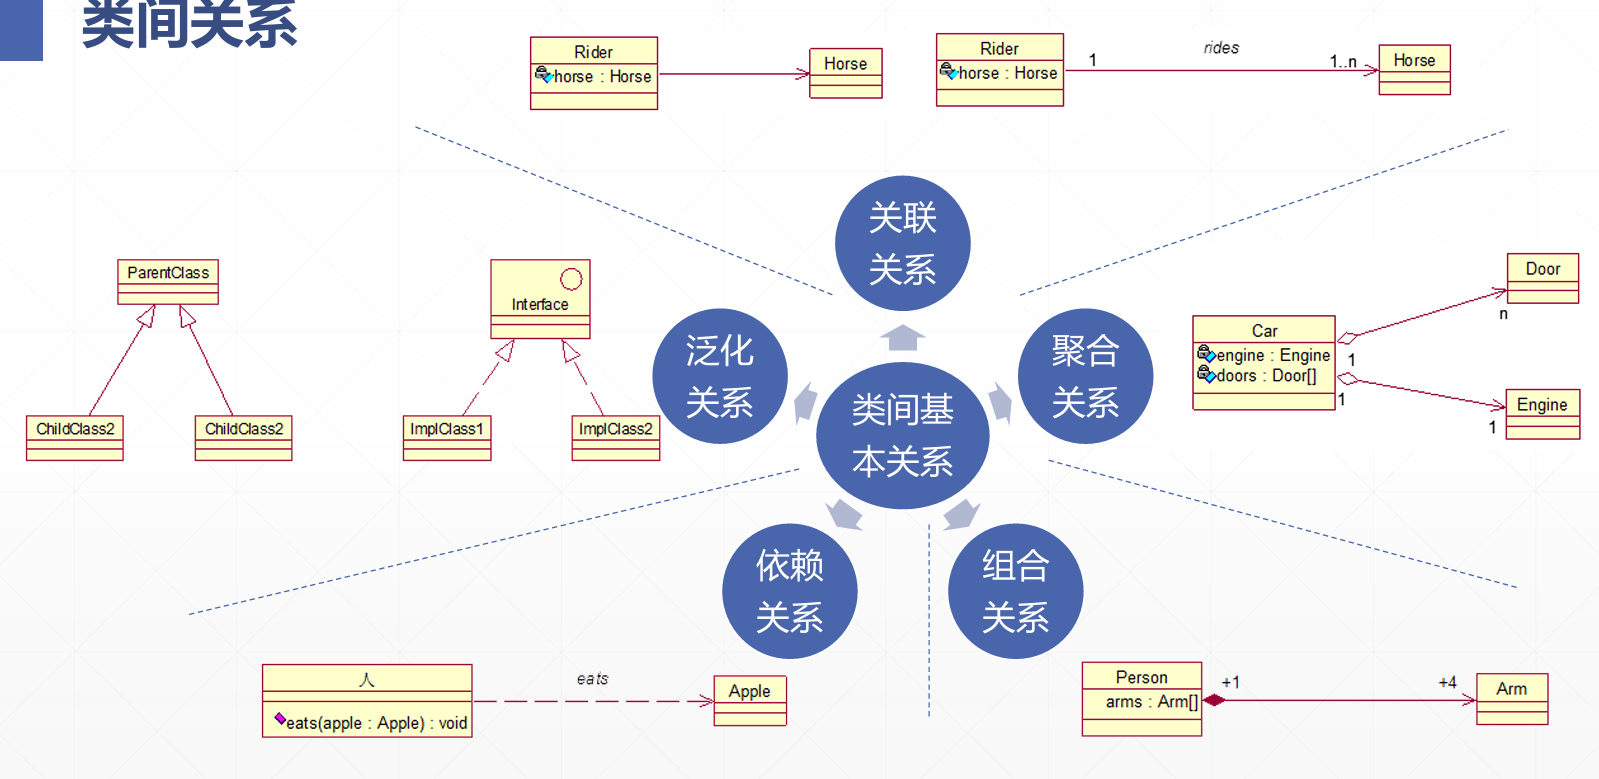 类间关系
Rider
horse : Horse
Horse
Rider
horse : Horse
1
rides
1..n
Horse
关联
关系
ParentClass
ChildClass2
ChildClass2
Interface
ImplClass1
ImplClass2
泛化
关系
聚合
关系
Car
engine : Engine
doors : Door[]
1
1
Door
n
Engine
1
类间基
本关系
依赖
关系
组合
关系
人
eats(apple : Apple) : void
eats
Apple
Person
arms : Arm[]
+1
+4
Arm